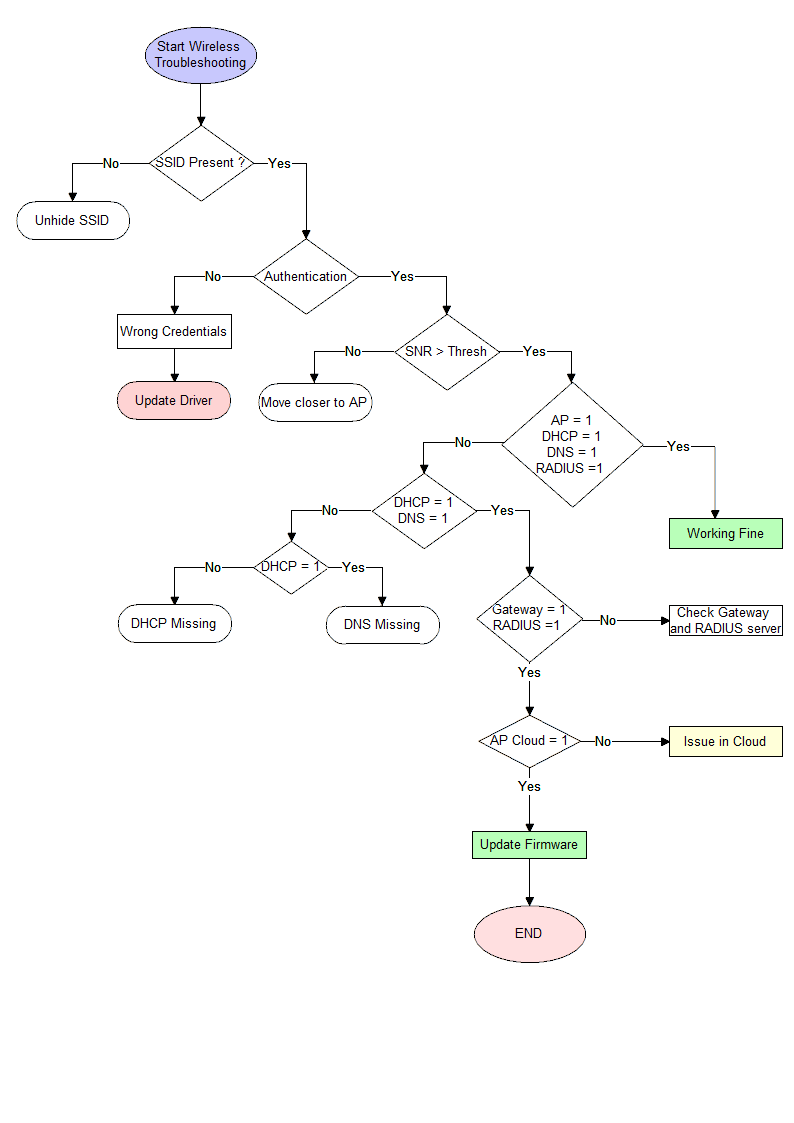 Start Wireless
Troubleshooting
SSID Present ?
No
Yes
Unhide SSID
Authentication
No
Yes
Wrong Credentials
SNR > Thresh
No
Yes
Update Driver
Move closer to AP
AP = 1
DHCP = 1
DNS = 1
RADIUS =1
No
Yes
DHCP = 1
DNS = 1
No
Yes
Working Fine
DHCP = 1
No
Yes
DHCP Missing
DNS Missing
Gateway = 1
RADIUS =1
No
Check Gateway
and RADIUS server
Yes
AP Cloud = 1
No
Issue in Cloud
Yes
Update Firmware
END